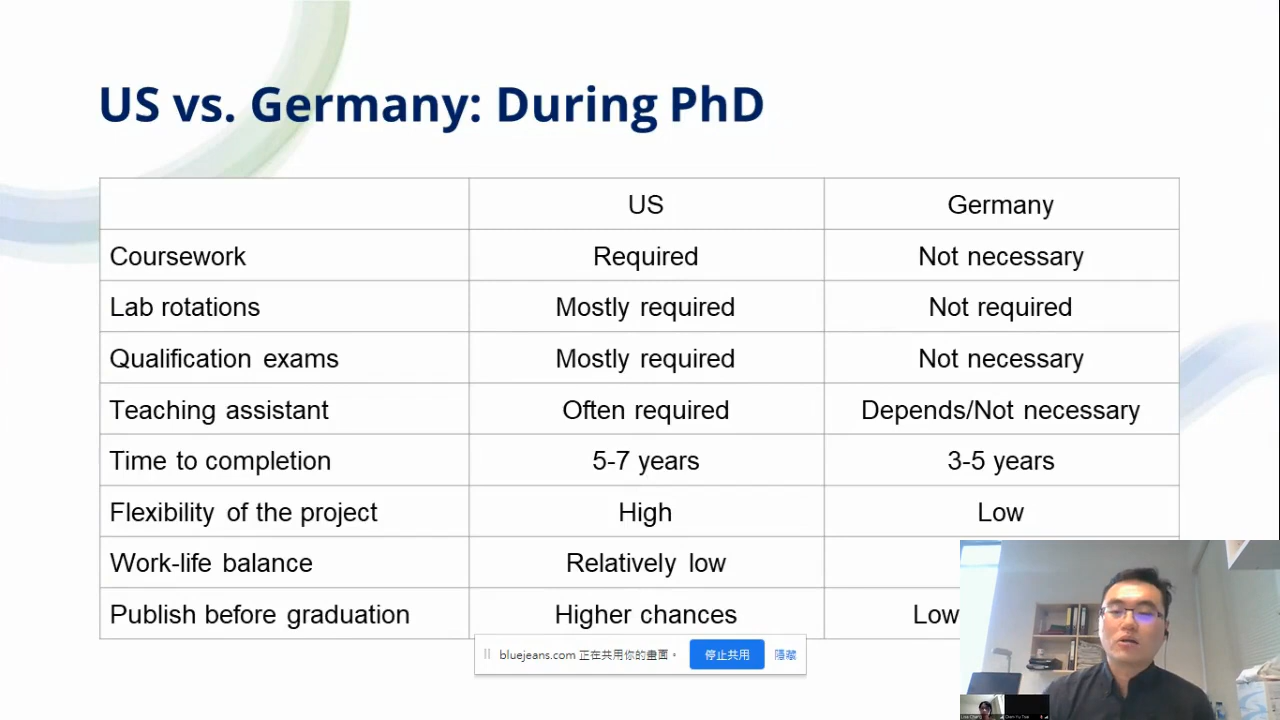 US vs. Germany: During PhD
US Germany
Coursework Required Not necessary
Lab rotations Mostly required Not required
Qualification exams Mostly required Not necessary
Teaching assistant Often required Depends/Not necessary
Time to completion 5-7 years 3-5 years
Flexibility of the project High Low
Work-life balance Relatively low
Publish before graduation Higher chances Low
bluejeans.com 正在共用你的畫面。 停止共用 隱藏